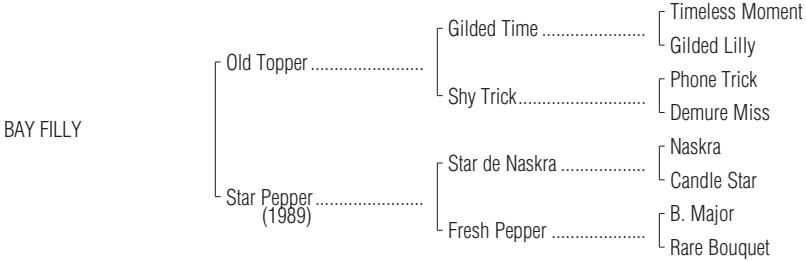 Timeless Moment
Gilded Time ......................
Gilded Lilly
Old Topper ........................
Phone Trick
Shy Trick...........................
Demure Miss
BAY FILLY
Naskra
Star de Naskra ..................
Candle Star
Star Pepper.......................
(1989)
B. Major
Fresh Pepper ....................
Rare Bouquet